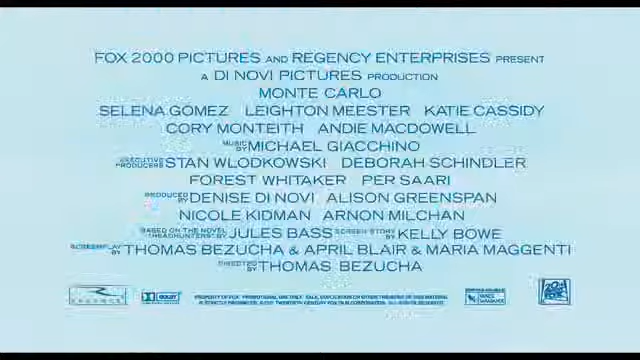 FOX 2000 PICTURES AND REGENCY ENTERPRISES PRESENT
A DI NOVI PICTURES PRODUCTION
MONTE CARLO
SELENA GOMEZ LEIGHTON MEESTER KATIE CASSIDY
CORY MONTEITH ANDIE MACDOWELL
MUSIC BY MICHAEL GIACCHINO
EXECUTIVE PRODUCERS STAN WLODKOWSKI DEBORAH SCHINDLER
FOREST WHITAKER PER SAARI
PRODUCED BY DENISE DI NOVI ALISON GREENSPAN
NICOLE KIDMAN ARNON MILCHAN
BASED ON THE NOVEL "HEADHUNTERS" BY JULES BASS SCREEN STORY BY KELLY BOWE
SCREENPLAY BY THOMAS BEZUCHA & APRIL BLAIR & MARIA MAGGENTI
DIRECTED BY THOMAS BEZUCHA
REGENCY DOLBY